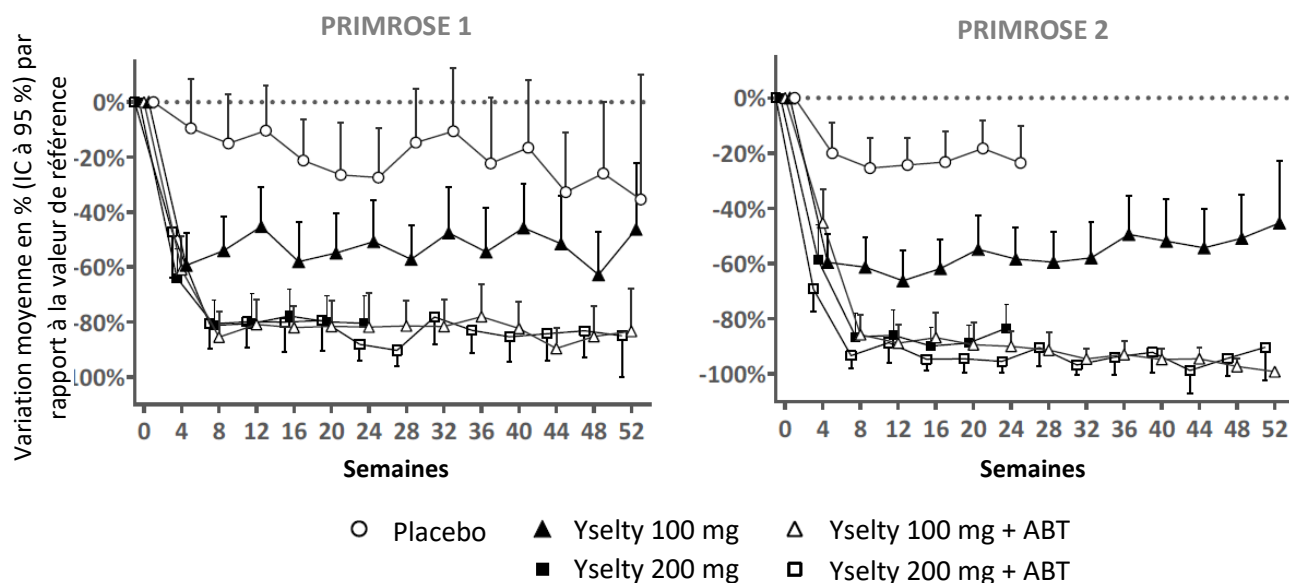 PRIMROSE 1
PRIMROSE 2
Variation moyenne en % (IC à 95 %) par
rapport à la valeur de référence
0%
-20%
-40%
-60%
-80%
100%
0 4 8 12 16 20 24 28 32 36 40 44 48 52
Semaines
0%
-20%
-40%
-60%
-80%
-100%
0 4 8 12 16 20 24 28 32 36 40 44 48 52
Semaines
Placebo Yselty 100 mg Yselty 100 mg + ABT
Yselty 200 mg Yselty 200 mg + ABT